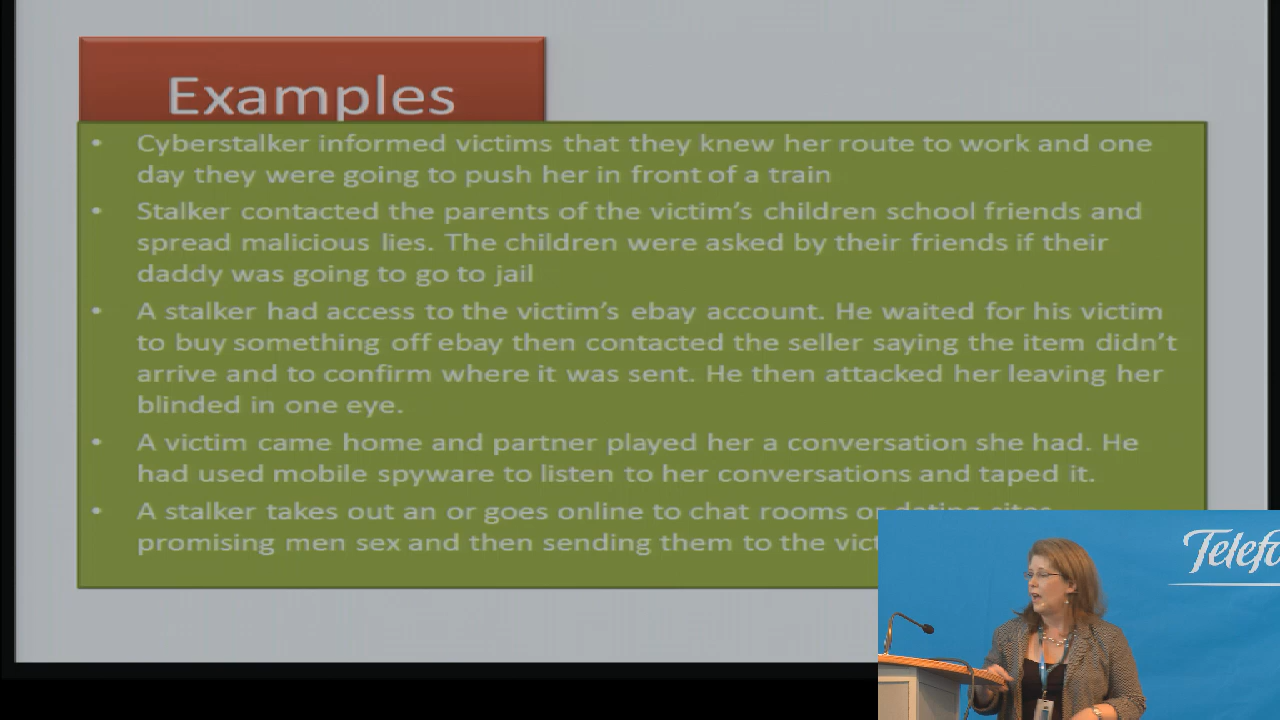 Examples
• Cyberstalker informed victims that they knew her route to work and one
day they were going to push her in front of a train
• Stalker contacted the parents of the victim's children school friends and
spread malicious lies. The children were asked by their friends if their
daddy was going to go to jail
• A stalker had access to the victim's ebay account. He waited for his victim
to buy something off ebay then contacted the seller saying the item didn't
arrive and to confirm where it was sent. He then attacked her leaving her
blinded in one eye.
• A victim came home and partner played her a conversation she had. He
had used mobile spyware to listen to her conversations and taped it.
• A stalker takes out an or goes online to chat rooms or dating sites
promising men sex and then sending them to the vict
Telefo